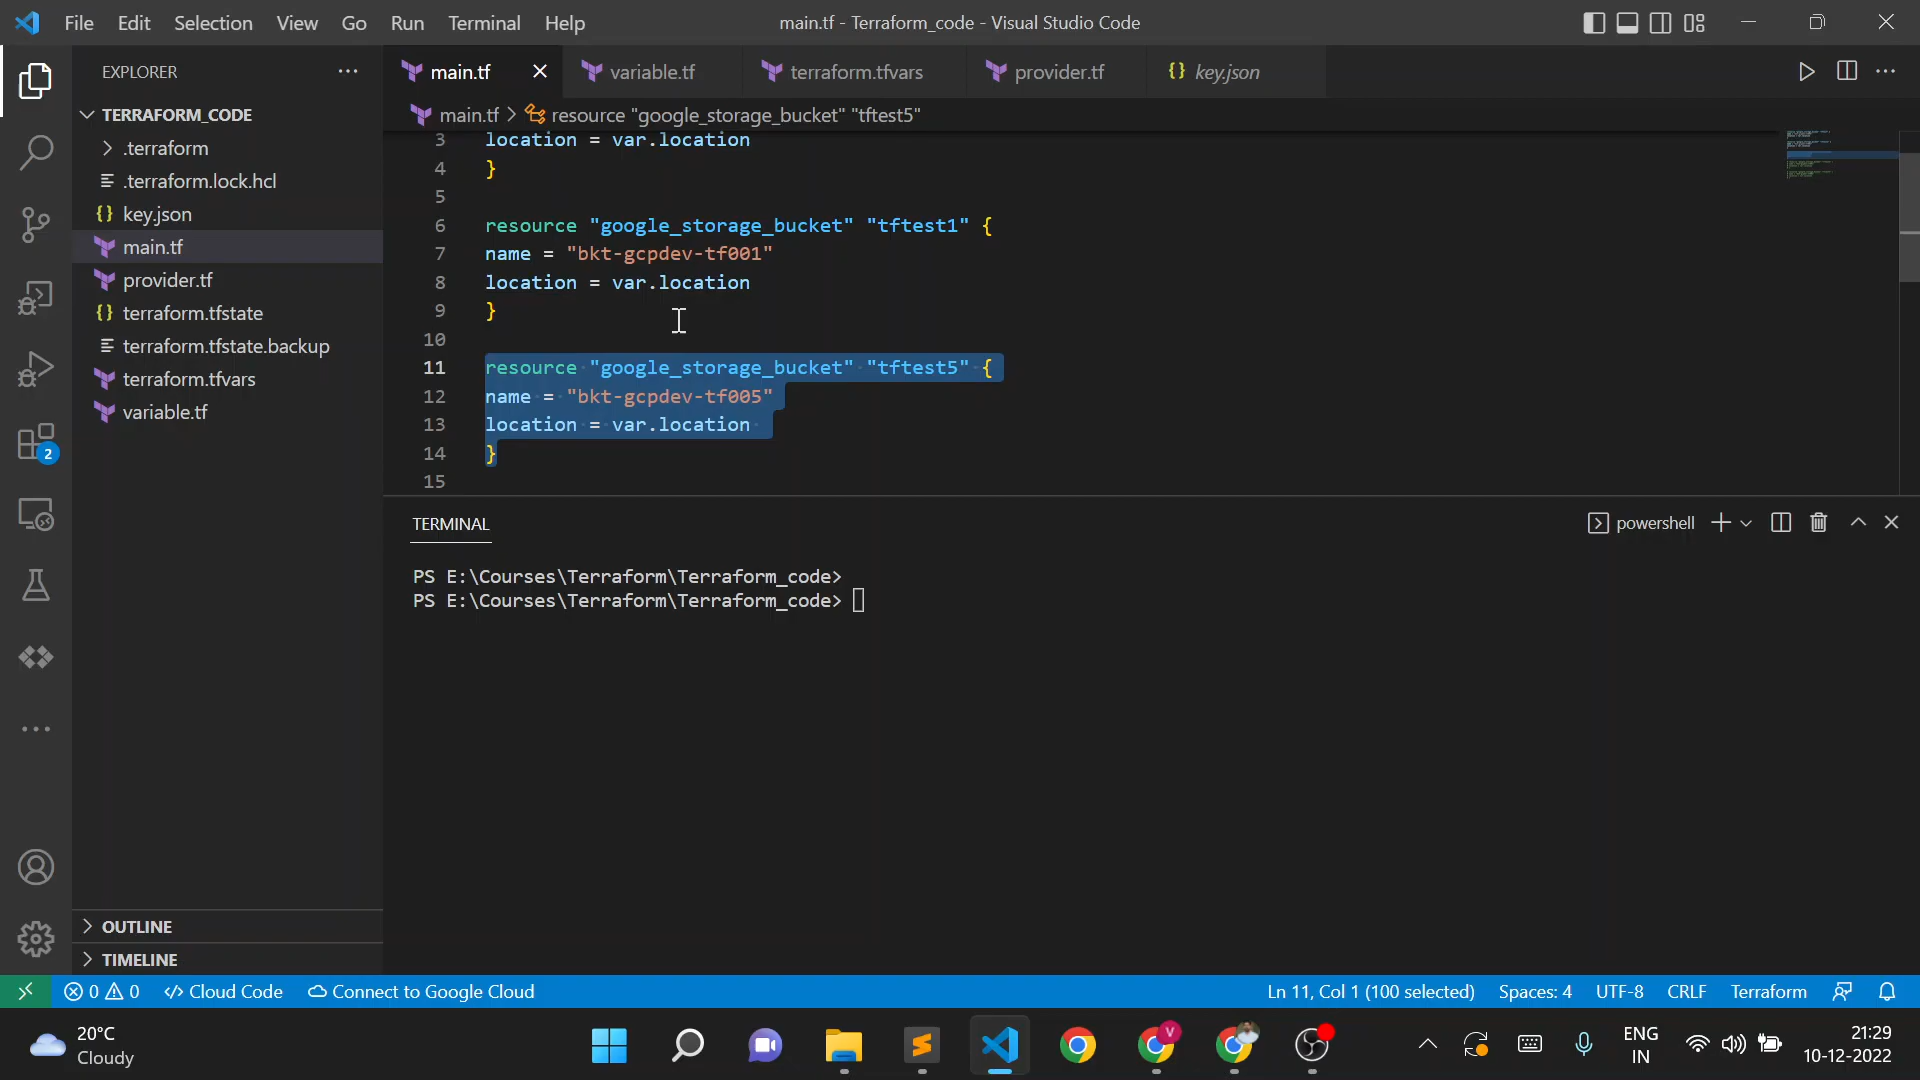 File Edit Selection View Go Run Terminal Help
main.tf - Terraform_code - Visual Studio Code
EXPLORER
TERRAFORM_CODE
.terraform
.terraform.lock.hcl
key.json
main.tf
provider.tf
terraform.tfstate
terraform.tfstate.backup
terraform.tfvars
variable.tf
OUTLINE
TIMELINE
2
main.tf variable.tf terraform.tfvars provider.tf key.json
main.tf > resource "google_storage_bucket" "tftest5"
3 location = var.location
4 }
5
6 resource "google_storage_bucket" "tftest1" {
7 name = "bkt-gcpdev-tf001"
8 location = var.location
9 }
10
11 resource "google_storage_bucket" "tftest5" {
12 name = "bkt-gcpdev-tf005"
13 location = var.location
14 }
15
TERMINAL
powershell
PS E:\Courses\Terraform\Terraform_code>
PS E:\Courses\Terraform\Terraform_code>
0 0 Cloud Code Connect to Google Cloud
Ln 11, Col 1 (100 selected) Spaces: 4 UTF-8 CRLF Terraform
20°C
Cloudy
V
ENG
IN
21:29
10-12-2022